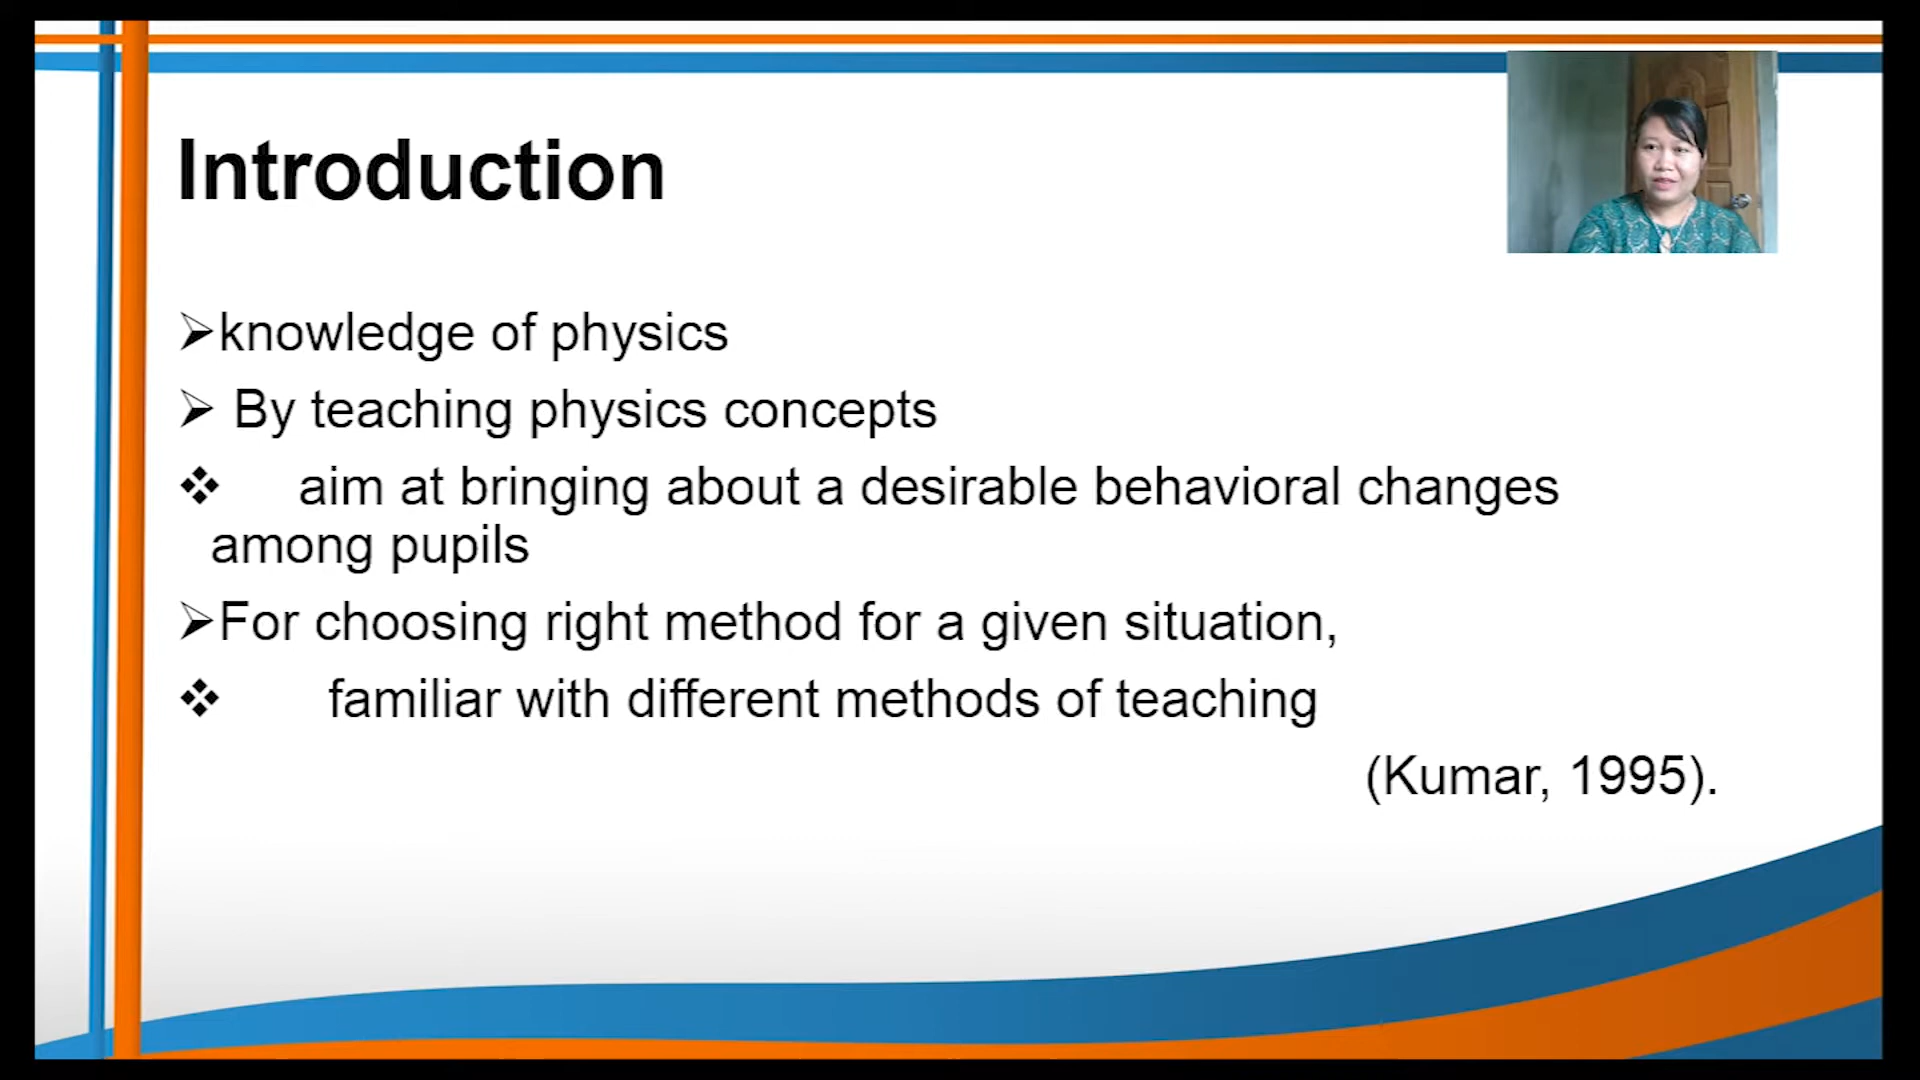 Introduction
➢knowledge of physics
➢ By teaching physics concepts
❖ aim at bringing about a desirable behavioral changes
among pupils
➢For choosing right method for a given situation,
❖ familiar with different methods of teaching
(Kumar, 1995).